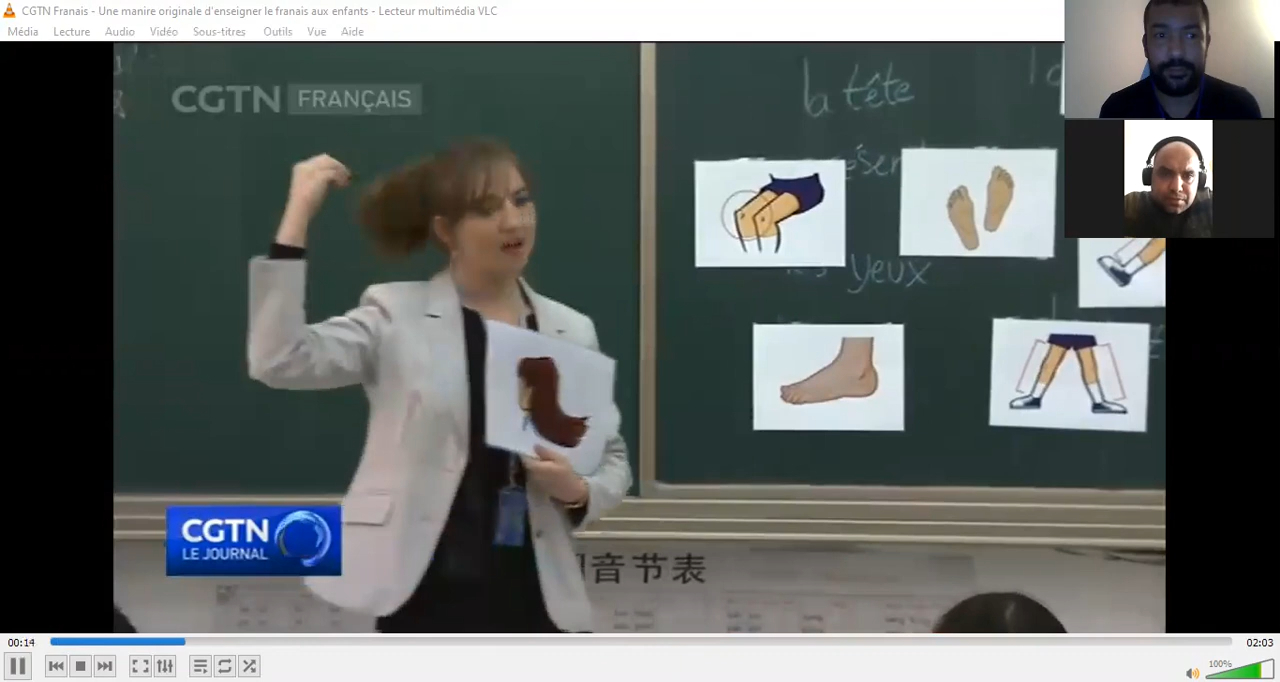 CGTN Franais - Une manire originale d'enseigner le franais aux enfants - Lecteur multimédia VLC
Média Lecture Audio Vidéo Sous-titres Outils Vue Aide
CGTN FRANÇAIS
la tête
yeux
CGTN
LE JOURNAL
音节表
00:14
02:03
100%